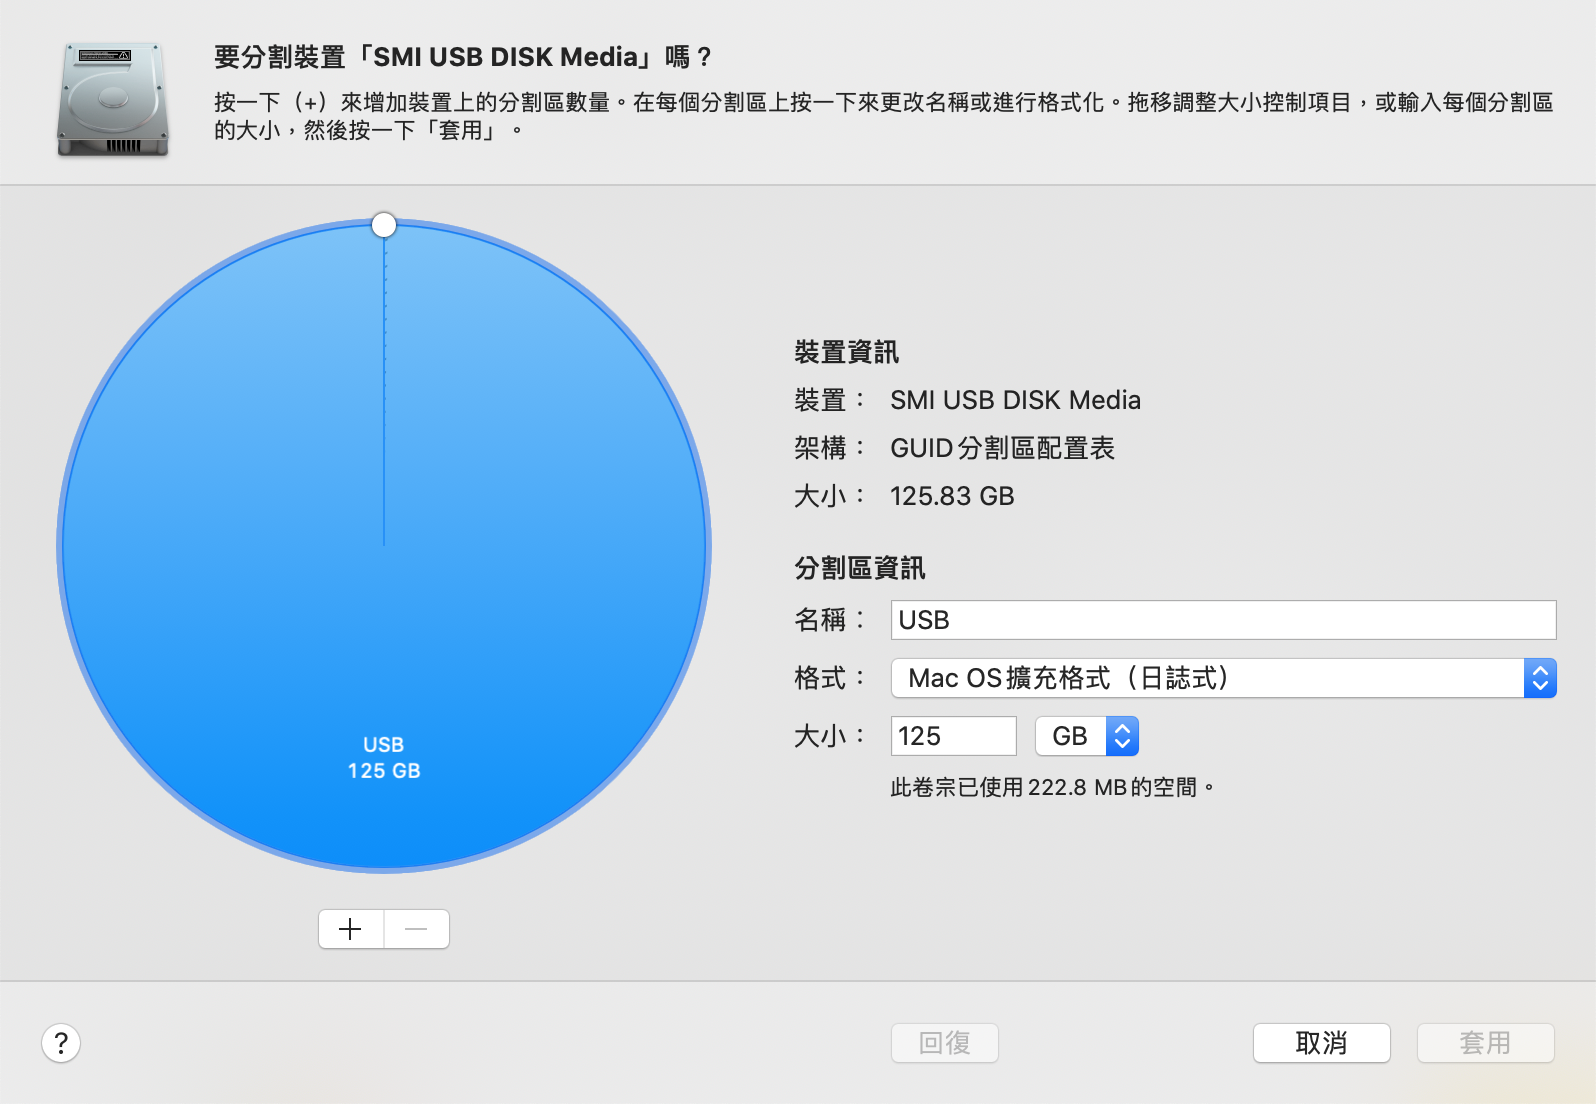 要分割裝置「SMI USB DISK Media」嗎？
按一下（+）來增加裝置上的分割區數量。在每個分割區上按一下來更改名稱或進行格式化。拖移調整大小控制項目，或輸入每個分割區
的大小，然後按一下「套用」。
裝置資訊
裝置： SMI USB DISK Media
架構： GUID分割區配置表
大小： 125.83 GB
分割區資訊
名稱： USB
格式： Mac OS擴充格式（日誌式）
大小： 125 GB
此卷宗已使用222.8 MB的空間。
USB
125 GB
+ —
? 回復 取消 套用